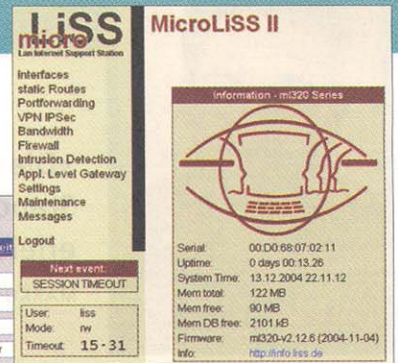 LiSS
micro
Lan Internet Support Station
MicroLiSS II
Interfaces
static Routes
Portforwarding
VPN IPSec
Bandwidth
Firewall
Intrusion Detection
Appl. Level Gateway
Settings
Maintenance
Messages
Logout
Next event:
SESSION TIMEOUT
User: liss
Mode: rw
Timeout: 15-31
Information - ml320 Series
Serial: 00:D0:68:07:02:11
Uptime: 0 days 00:13.26
System Time: 13.12.2004 22.11.12
Mem total: 122 MB
Mem free: 90 MB
Mem DB free: 2101 kB
Firmware: ml320-v2.12.6 (2004-11-04)
Info: http://info.liss.de